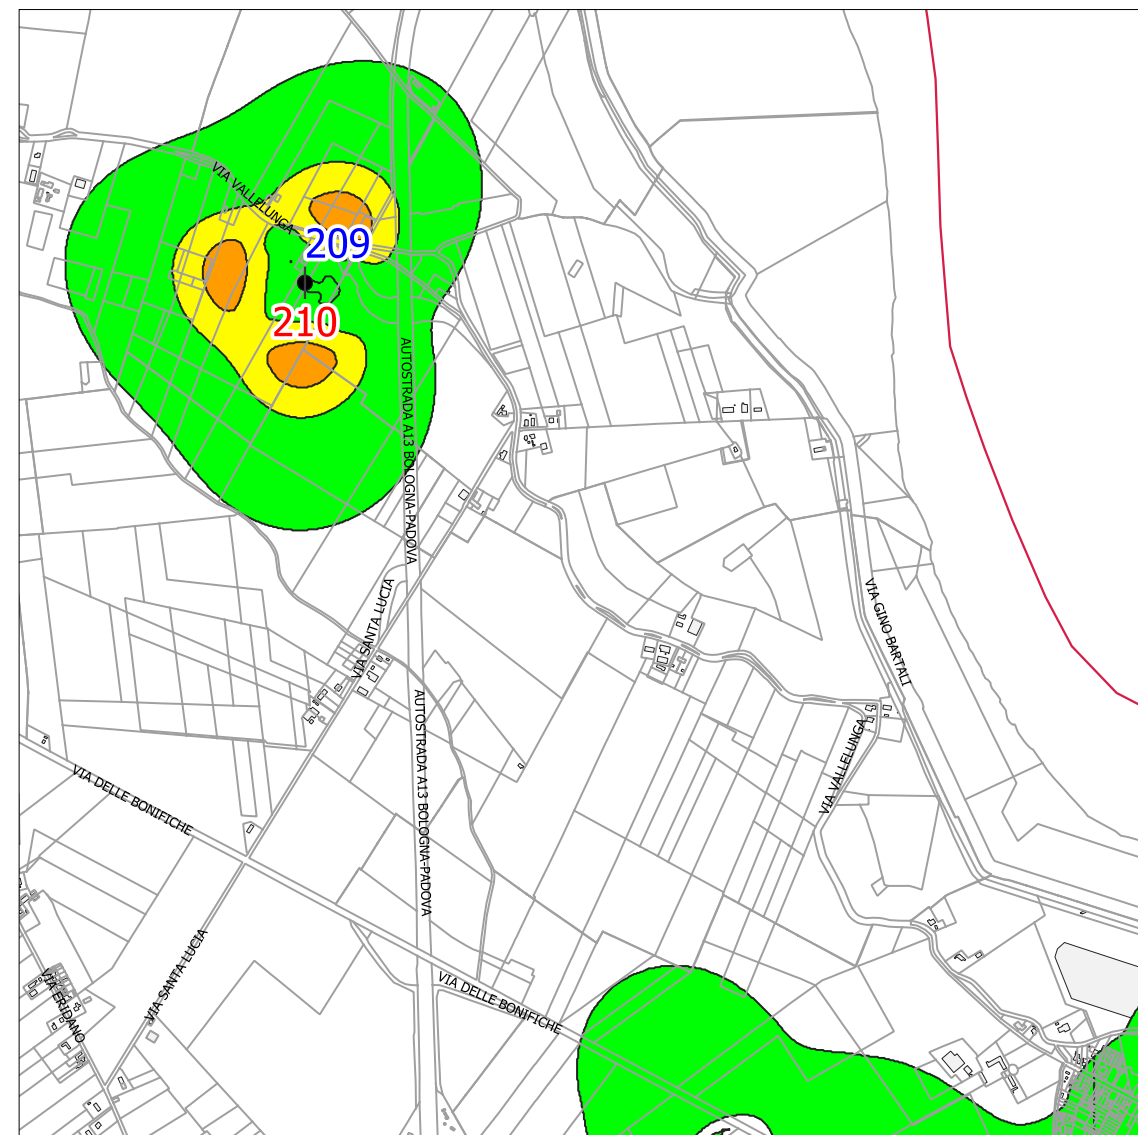 VIA VALLELUNGA
209
210
AUTOSTRADA A13 BOLOGNA-PADOVA
VIA SANTA LUCIA
VIA GINO BARTALI
AUTOSTRADA A13 BOLOGNA-PADOVA
VIA VALLELUNGA
VIA DELLE BONIFICHE
VIA SANTA LUCIA
VIA ERIDANO
VIA DELLE BONIFICHE